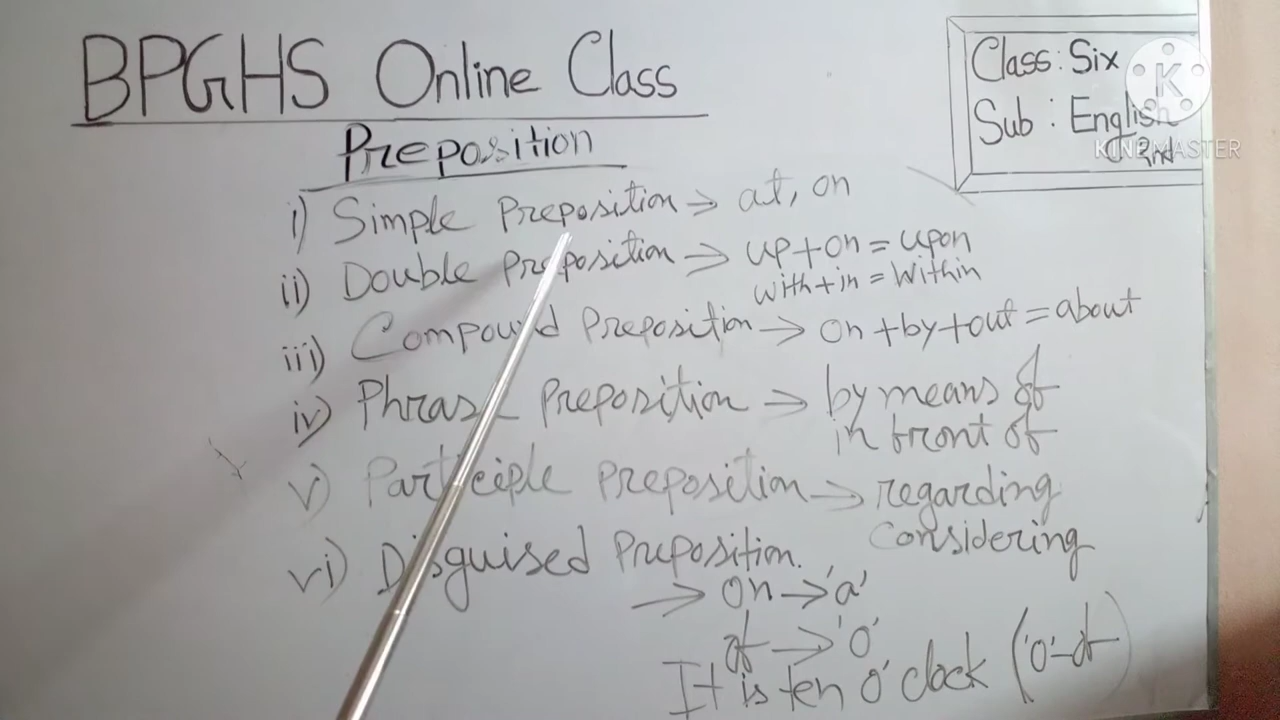 BPGHS Online Class
Class: Six
Sub : English 2nd
K
KINEMASTER
Preposition
i) Simple Preposition → at, on
ii) Double Preposition → up+on = upon
with+in = within
iii) Compound Preposition → on+by+out = about
iv) Phrase Preposition → by means of
in front of
v) Participle Preposition → regarding
considering
vi) Disguised Preposition.
→ on → 'a'
of → 'o'
It is ten o'clock ('o'-of)